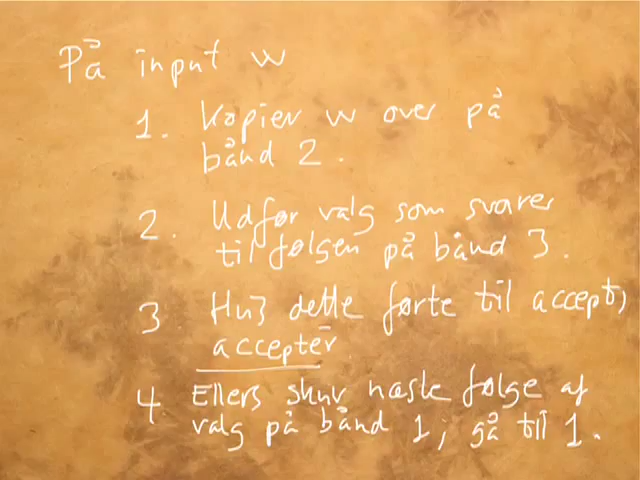 På input w
1. Kopier w over på
bånd 2.
2. Udfør valg som svarer
til følgen på bånd 3.
3 Hvis dette førte til accept,
accepter
4 Ellers skriv næste følge af
valg på bånd 1; gå til 1.